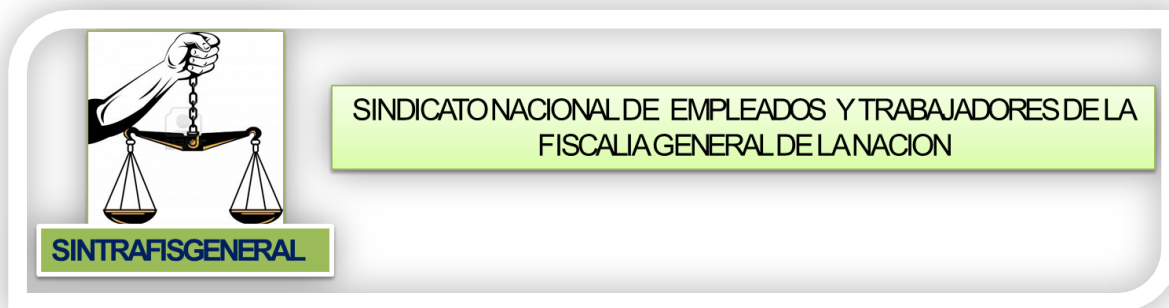 SINDICATO NACIONAL DE EMPLEADOS Y TRABAJADORES DE LA
FISCALIA GENERAL DE LA NACION
SINTRAFISGENERAL